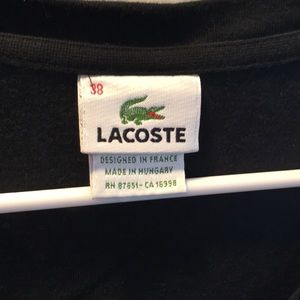 38
LACOSTE
DESIGNED IN FRANCE
MADE IN HUNGARY
RN 87651-CA 16998